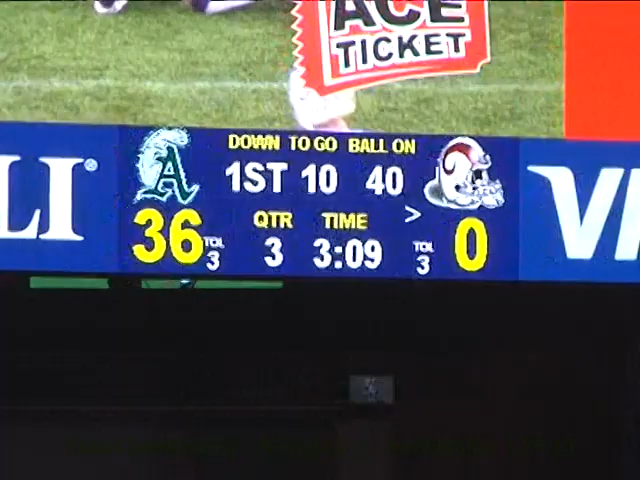 ACE
TICKET
LI®
A
DOWN TO GO BALL ON
1ST 10 40
36 TOL 3
QTR TIME
3 3:09
>
TOL 3
0